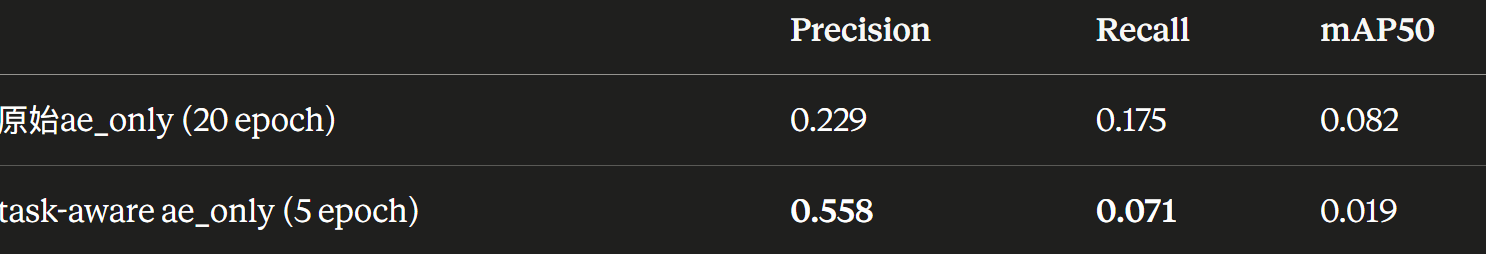 Precision Recall mAP50
原始ae_only (20 epoch) 0.229 0.175 0.082
task-aware ae_only (5 epoch) 0.558 0.071 0.019